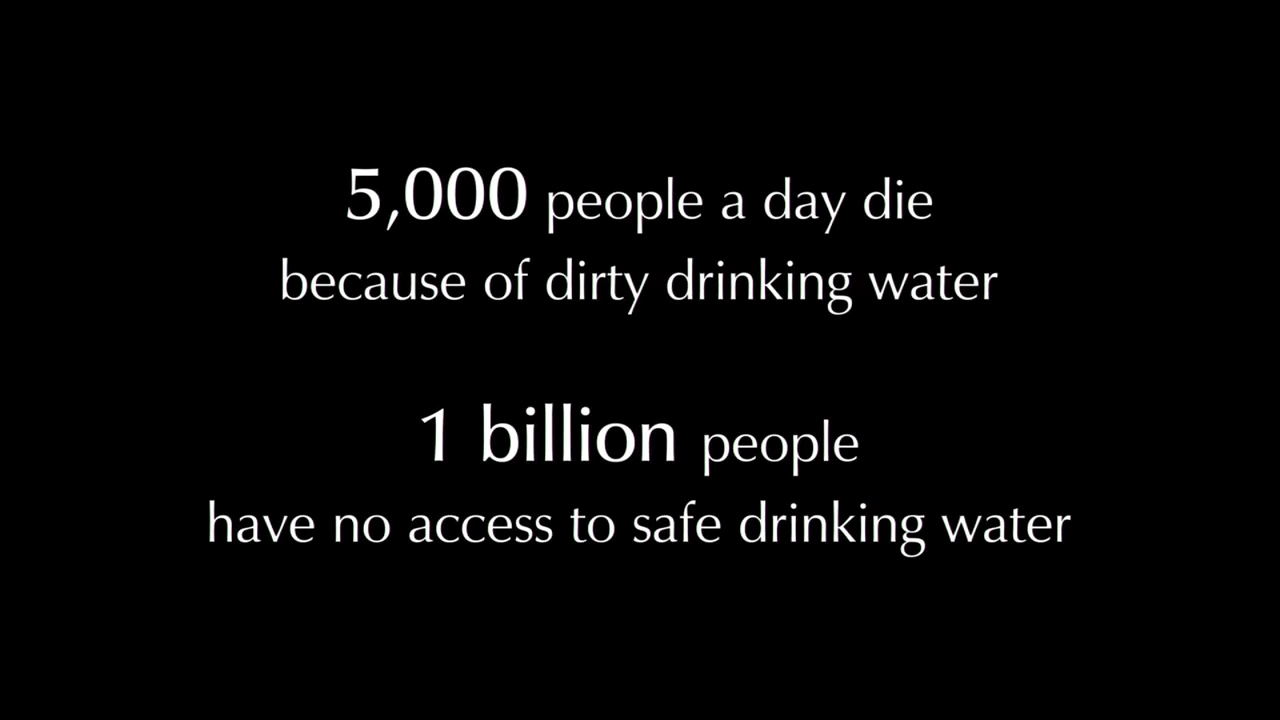 5,000 people a day die
because of dirty drinking water
1 billion people
have no access to safe drinking water